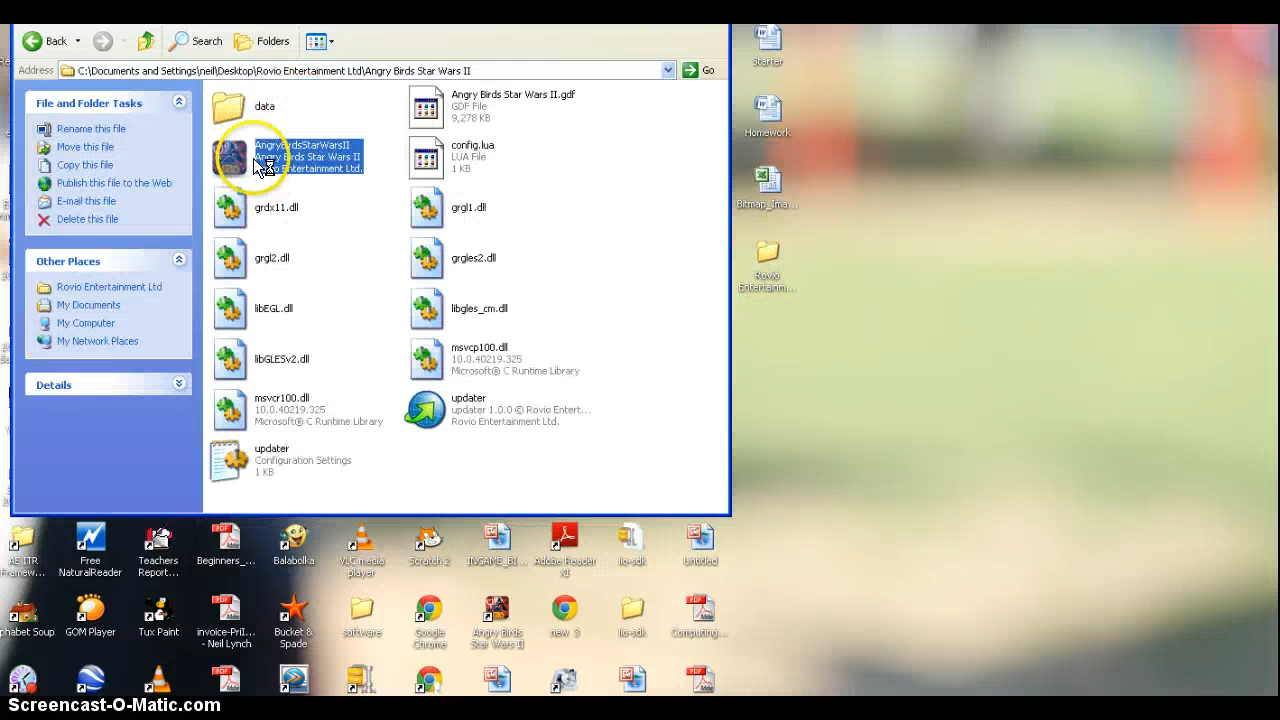 Back
Search
Folders
Address
C:\Documents and Settings\neil\Desktop\Rovio Entertainment Ltd\Angry Birds Star Wars II
Go
File and Folder Tasks
Rename this file
Move this file
Copy this file
Publish this file to the Web
E-mail this file
Delete this file
Other Places
Rovio Entertainment Ltd
My Documents
My Computer
My Network Places
Details
data
Angry Birds Star Wars II.gdf
GDF File
9,278 KB
AngryBirdsStarWarsII
Angry Birds Star Wars II
Entertainment Ltd.
config.lua
LUA File
1 KB
grdx11.dll
grgl1.dll
grgl2.dll
grgles2.dll
libEGL.dll
libgles_cm.dll
libGLESv2.dll
msvcp100.dll
10.0.40219.325
Microsoft® C Runtime Library
msvcr100.dll
10.0.40219.325
Microsoft® C Runtime Library
updater
updater 1.0.0 © Rovio Entert...
Rovio Entertainment Ltd.
updater
Configuration Settings
1 KB
Starter
Homework
Bitmap_Ima...
Rovio
Entertainm...
AE ITR
Framew...
Free
NaturalReader
Teachers
Report...
Beginners_...
Balabolka
VLC media
player
Scratch 2
INGAME_BI...
Adobe Reader
XI
iio-sdk
Untitled
phabet Soup
GOM Player
Tux Paint
invoice-PriI...
- Neil Lynch
Bucket &
Spade
software
Google
Chrome
Angry Birds
Star Wars II
new_3
iio-sdk
Computing...
Screencast-O-Matic.com